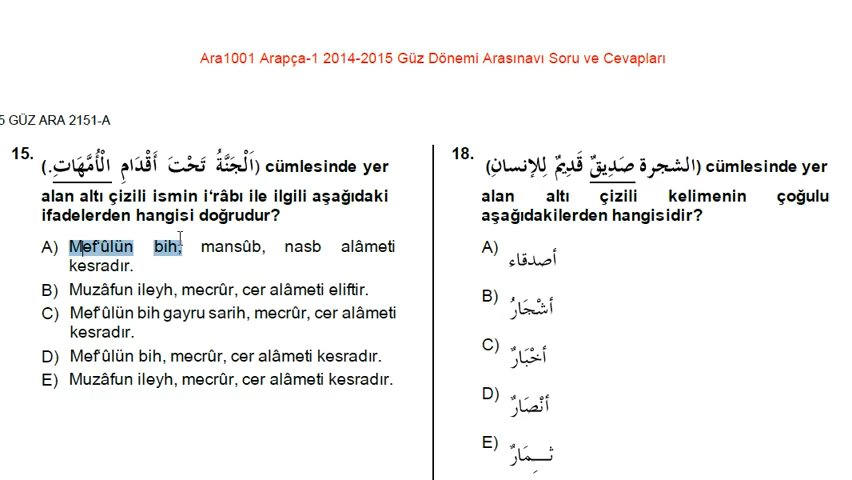 Ara1001 Arapça-1 2014-2015 Güz Dönemi Arasınavı Soru ve Cevapları
5 GÜZ ARA 2151-A
15. (اَلْجَنَّةُ تَحْتَ أَقْدَامِ الْأُمَّهَاتِ.) cümlesinde yer
alan altı çizili ismin i‘râbı ile ilgili aşağıdaki
ifadelerden hangisi doğrudur?
A) Mef‘ûlün bih, mansûb, nasb alâmeti
kesradır.
B) Muzâfun ileyh, mecrûr, cer alâmeti eliftir.
C) Mef‘ûlün bih gayru sarih, mecrûr, cer alâmeti
kesradır.
D) Mef‘ûlün bih, mecrûr, cer alâmeti kesradır.
E) Muzâfun ileyh, mecrûr, cer alâmeti kesradır.
18. (الشجرة صَدِيقٌ قَدِيمٌ لِلإنسانِ) cümlesinde yer
alan altı çizili kelimenin çoğulu
aşağıdakilerden hangisidir?
A) أصدقاء
B) أشْجَارُ
C) أخْبَارٌ
D) أنْصَارٌ
E) ثِـمَارٌ